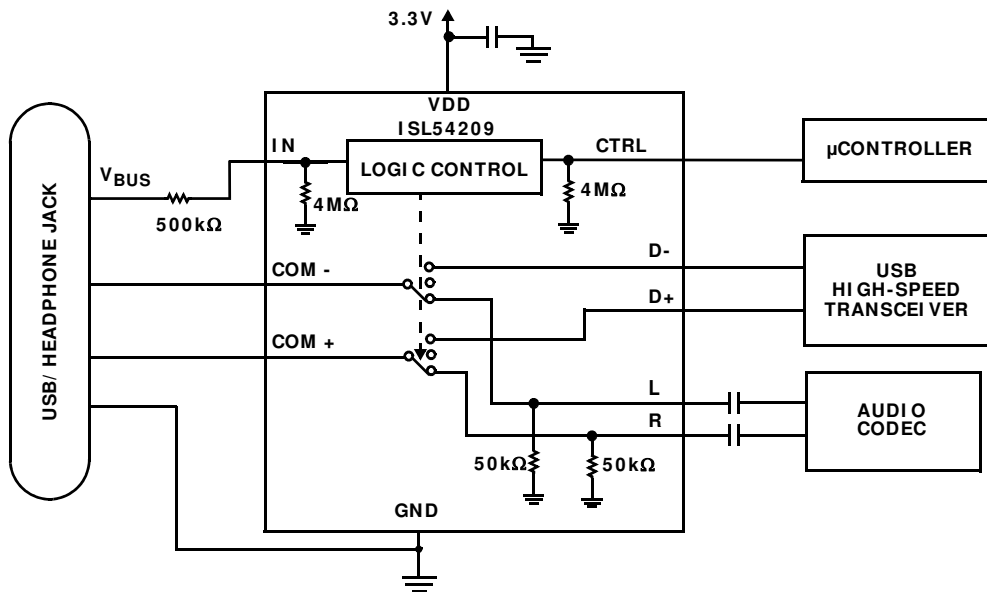 3.3V
VDD
ISL54209
IN
LOGIC CONTROL
CTRL
µCONTROLLER
4MΩ
4MΩ
VBUS
500kΩ
USB/ HEADPHONE JACK
COM -
COM +
D-
D+
USB
HIGH-SPEED
TRANSCEIVER
L
R
50kΩ
50kΩ
AUDIO
CODEC
GND